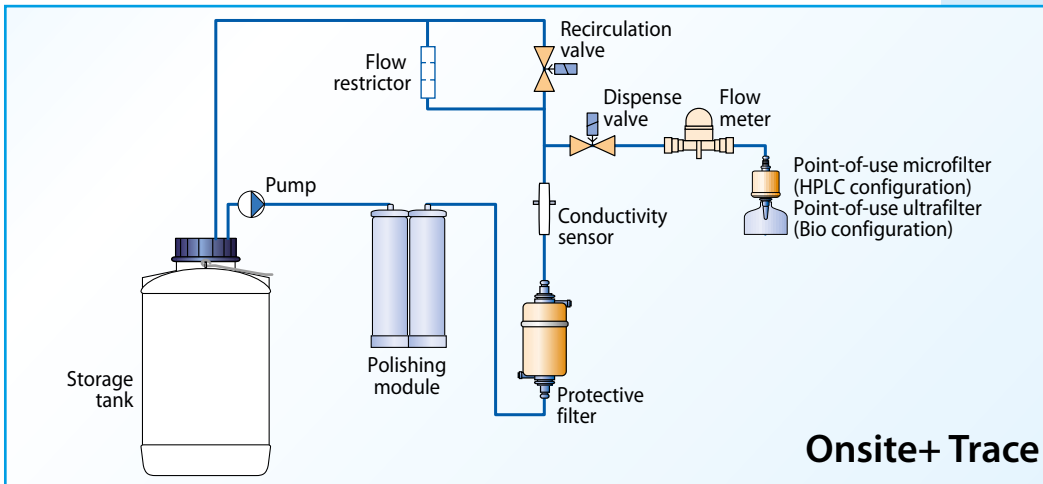 Recirculation
valve
Flow
restrictor
Dispense
valve
Flow
meter
Point-of-use microfilter
(HPLC configuration)
Point-of-use ultrafilter
(Bio configuration)
Pump
Conductivity
sensor
Storage
tank
Polishing
module
Protective
filter
Onsite+ Trace